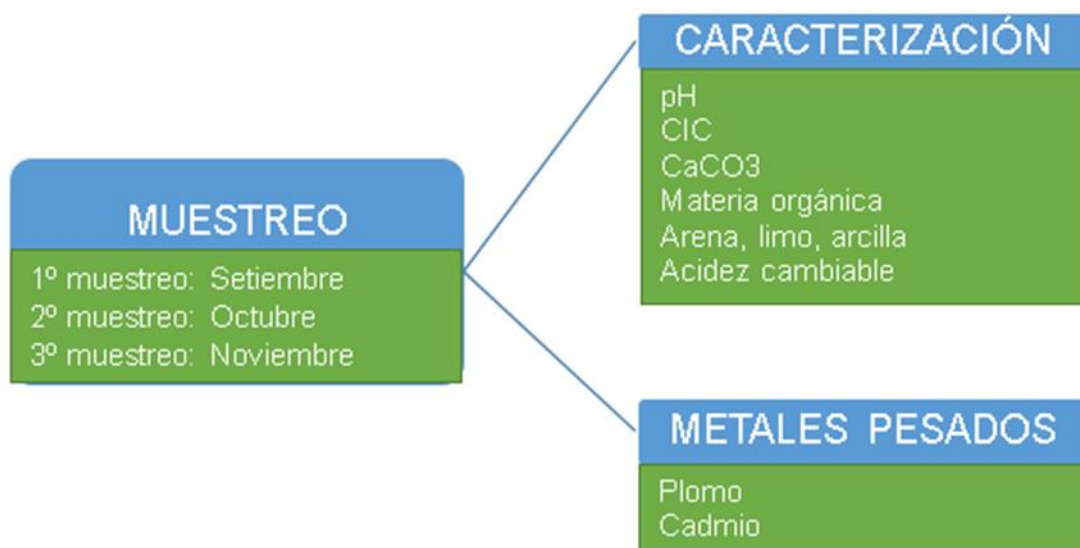 MUESTREO
1º muestreo: Setiembre
2º muestreo: Octubre
3º muestreo: Noviembre
CARACTERIZACIÓN
pH
CIC
CaCO3
Materia orgánica
Arena, limo, arcilla
Acidez cambiable
METALES PESADOS
Plomo
Cadmio